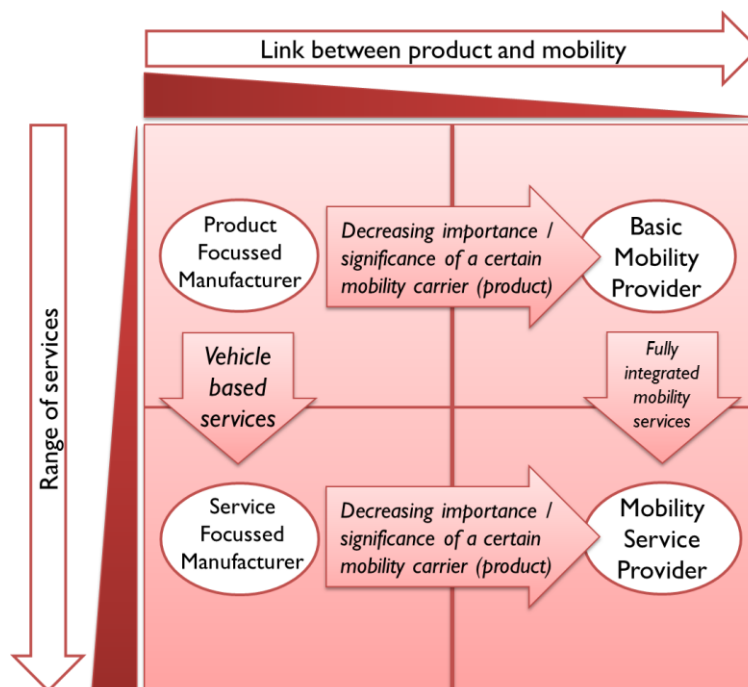 Link between product and mobility
Range of services
Product
Focussed
Manufacturer
Decreasing importance /
significance of a certain
mobility carrier (product)
Basic
Mobility
Provider
Vehicle
based
services
Fully
integrated
mobility
services
Service
Focussed
Manufacturer
Decreasing importance /
significance of a certain
mobility carrier (product)
Mobility
Service
Provider